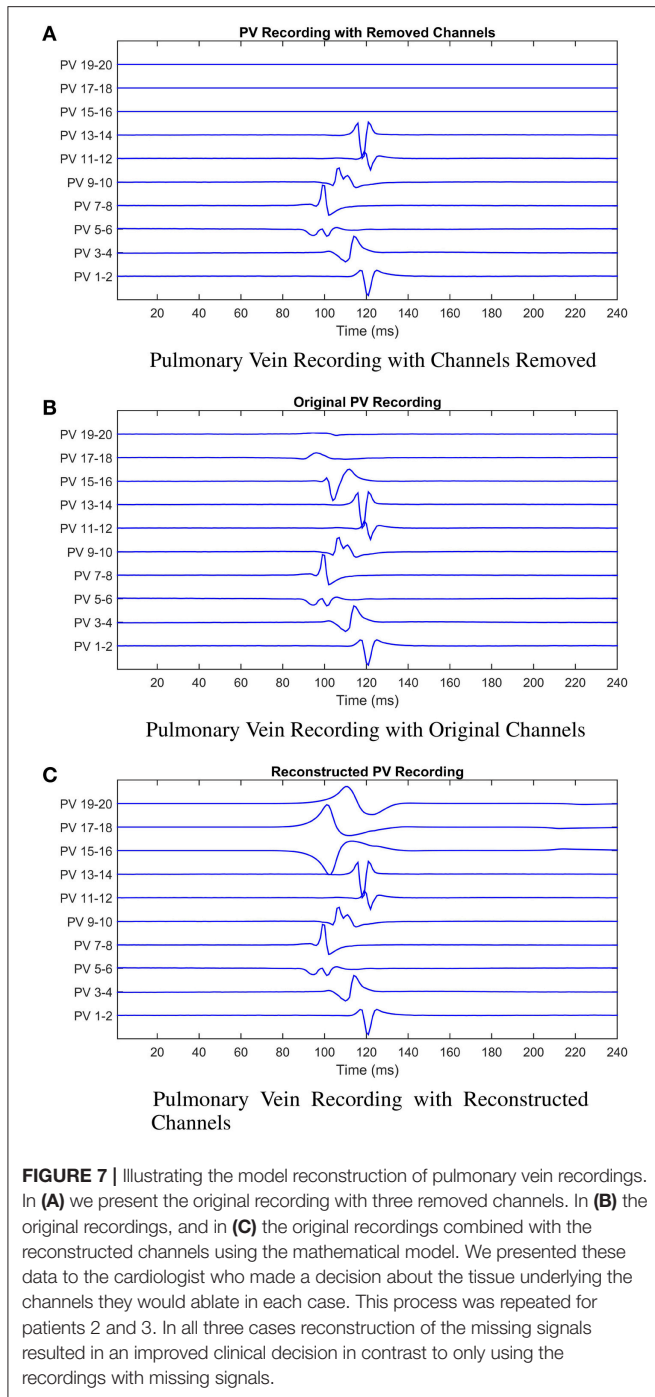 A
PV Recording with Removed Channels
PV 19-20
PV 17-18
PV 15-16
PV 13-14
PV 11-12
PV 9-10
PV 7-8
PV 5-6
PV 3-4
PV 1-2
20 40 60 80 100 120 140 160 180 200 220 240
Time (ms)
Pulmonary Vein Recording with Channels Removed
B
Original PV Recording
PV 19-20
PV 17-18
PV 15-16
PV 13-14
PV 11-12
PV 9-10
PV 7-8
PV 5-6
PV 3-4
PV 1-2
20 40 60 80 100 120 140 160 180 200 220 240
Time (ms)
Pulmonary Vein Recording with Original Channels
C
Reconstructed PV Recording
PV 19-20
PV 17-18
PV 15-16
PV 13-14
PV 11-12
PV 9-10
PV 7-8
PV 5-6
PV 3-4
PV 1-2
20 40 60 80 100 120 140 160 180 200 220 240
Time (ms)
Pulmonary Vein Recording with Reconstructed
Channels
FIGURE 7 | Illustrating the model reconstruction of pulmonary vein recordings.
In (A) we present the original recording with three removed channels. In (B) the
original recordings, and in (C) the original recordings combined with the
reconstructed channels using the mathematical model. We presented these
data to the cardiologist who made a decision about the tissue underlying the
channels they would ablate in each case. This process was repeated for
patients 2 and 3. In all three cases reconstruction of the missing signals
resulted in an improved clinical decision in contrast to only using the
recordings with missing signals.